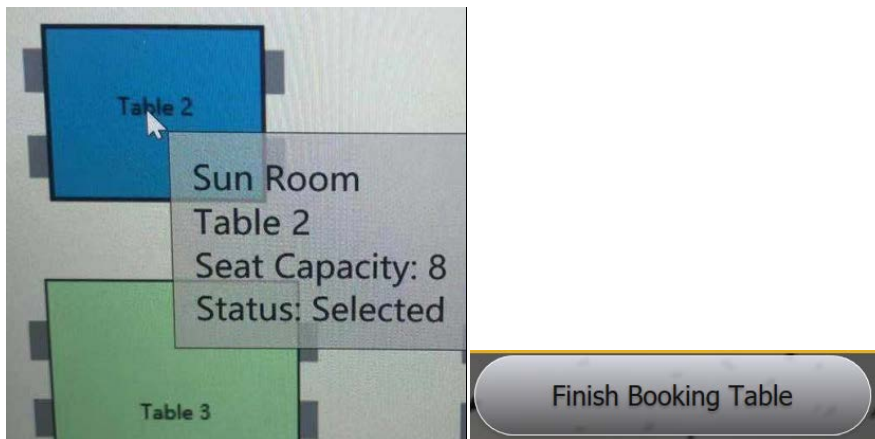 Table 2
Sun Room
Table 2
Seat Capacity: 8
Status: Selected
Table 3
Finish Booking Table